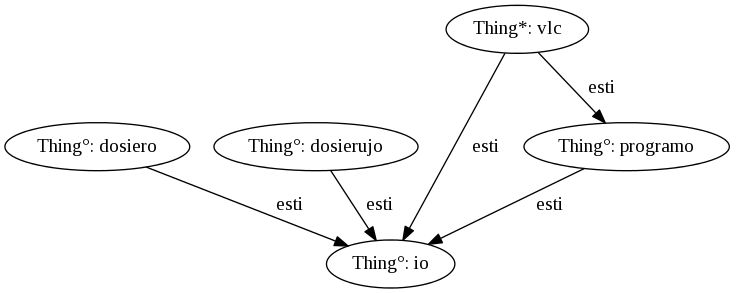 Thing*: vlc
esti
Thing°: dosiero
Thing°: dosierujo
esti
Thing°: programo
esti
esti
esti
Thing°: io